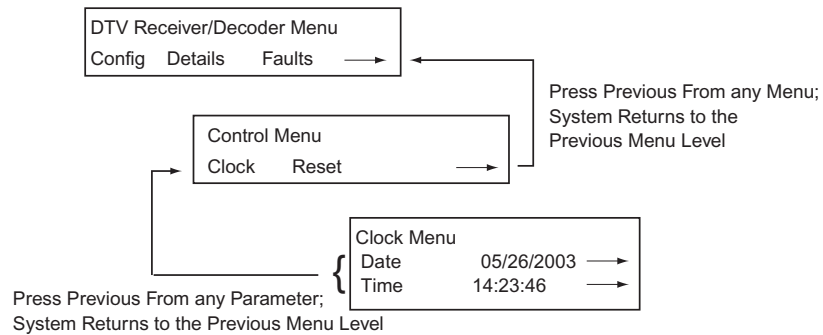 DTV Receiver/Decoder Menu
Config Details Faults
Press Previous From any Menu;
System Returns to the
Previous Menu Level
Control Menu
Clock Reset
Clock Menu
Date 05/26/2003
Time 14:23:46
Press Previous From any Parameter;
System Returns to the Previous Menu Level